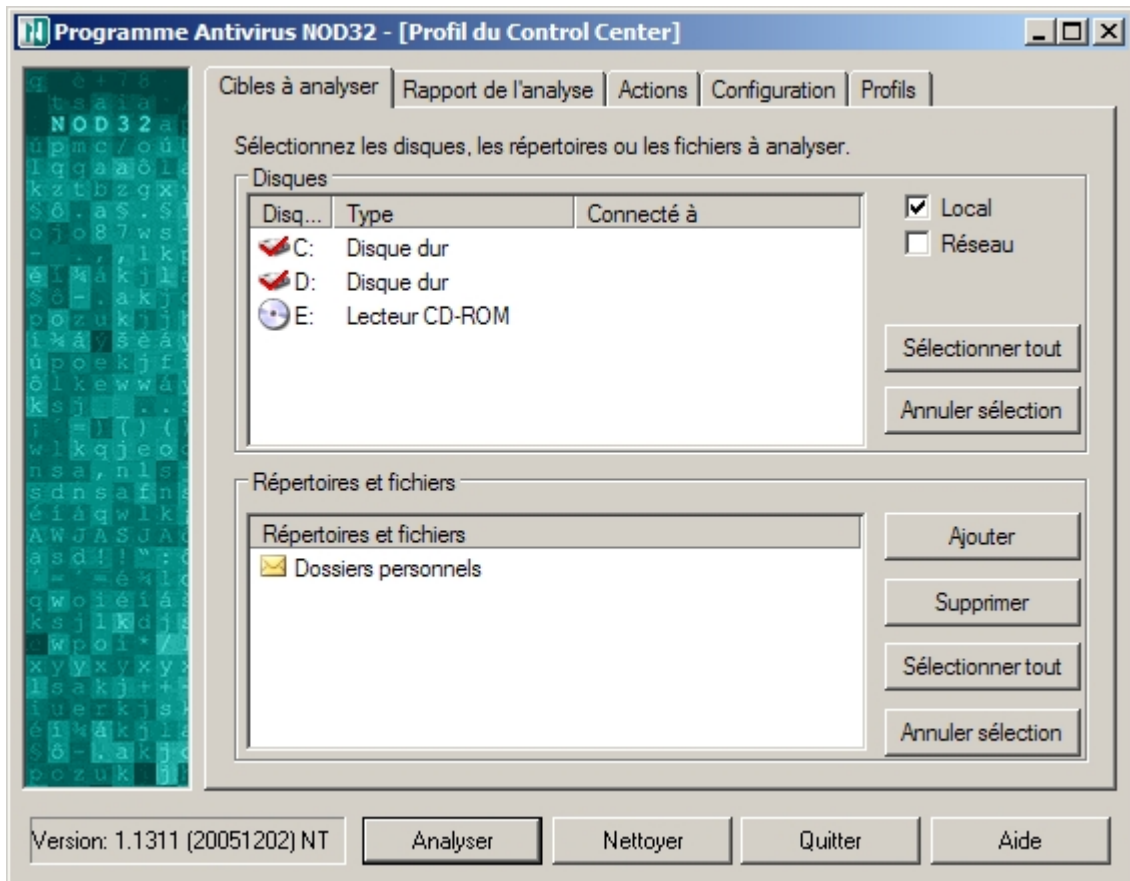 Programme Antivirus NOD32 - [Profil du Control Center]
NOD32
Cibles à analyser
Rapport de l'analyse
Actions
Configuration
Profils
Sélectionnez les disques, les répertoires ou les fichiers à analyser.
Disques
Disq... Type Connecté à
C: Disque dur
D: Disque dur
E: Lecteur CD-ROM
Local
Réseau
Sélectionner tout
Annuler sélection
Répertoires et fichiers
Répertoires et fichiers
Dossiers personnels
Ajouter
Supprimer
Sélectionner tout
Annuler sélection
Version: 1.1311 (20051202) NT
Analyser
Nettoyer
Quitter
Aide